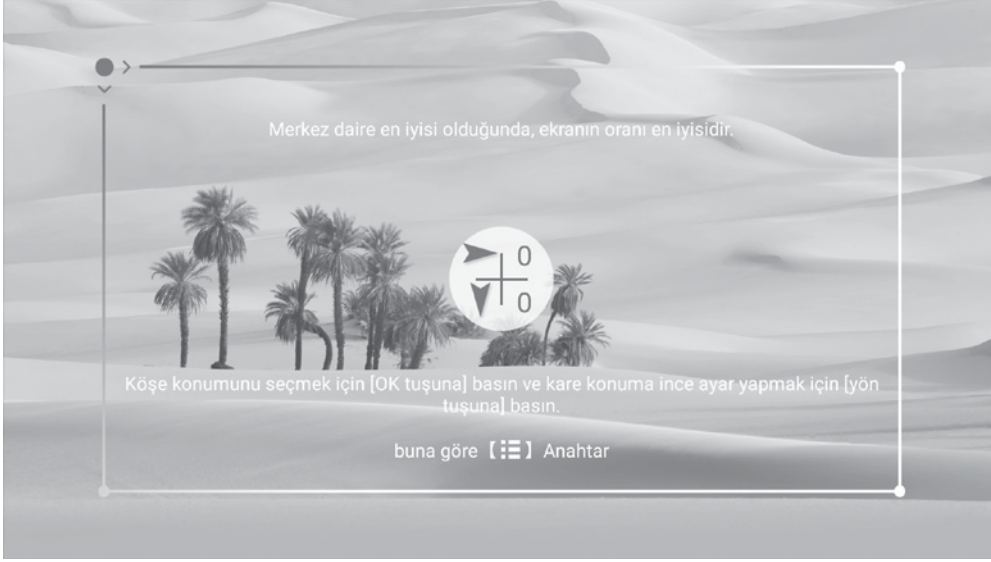 Merkez daire en iyisi olduğunda, ekranın oranı en iyisidir.
0
0
Köşe konumunu seçmek için [OK tuşuna] basın ve kare konuma ince ayar yapmak için [yön
tuşuna] basın.
buna göre【 】Anahtar